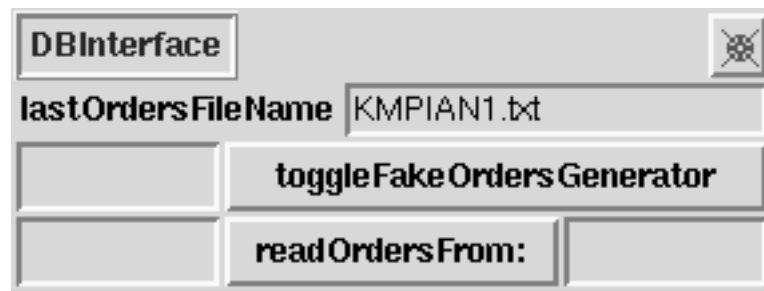 DBInterface
lastOrdersFileName KMPIAN1.txt
toggleFakeOrdersGenerator
readOrdersFrom: